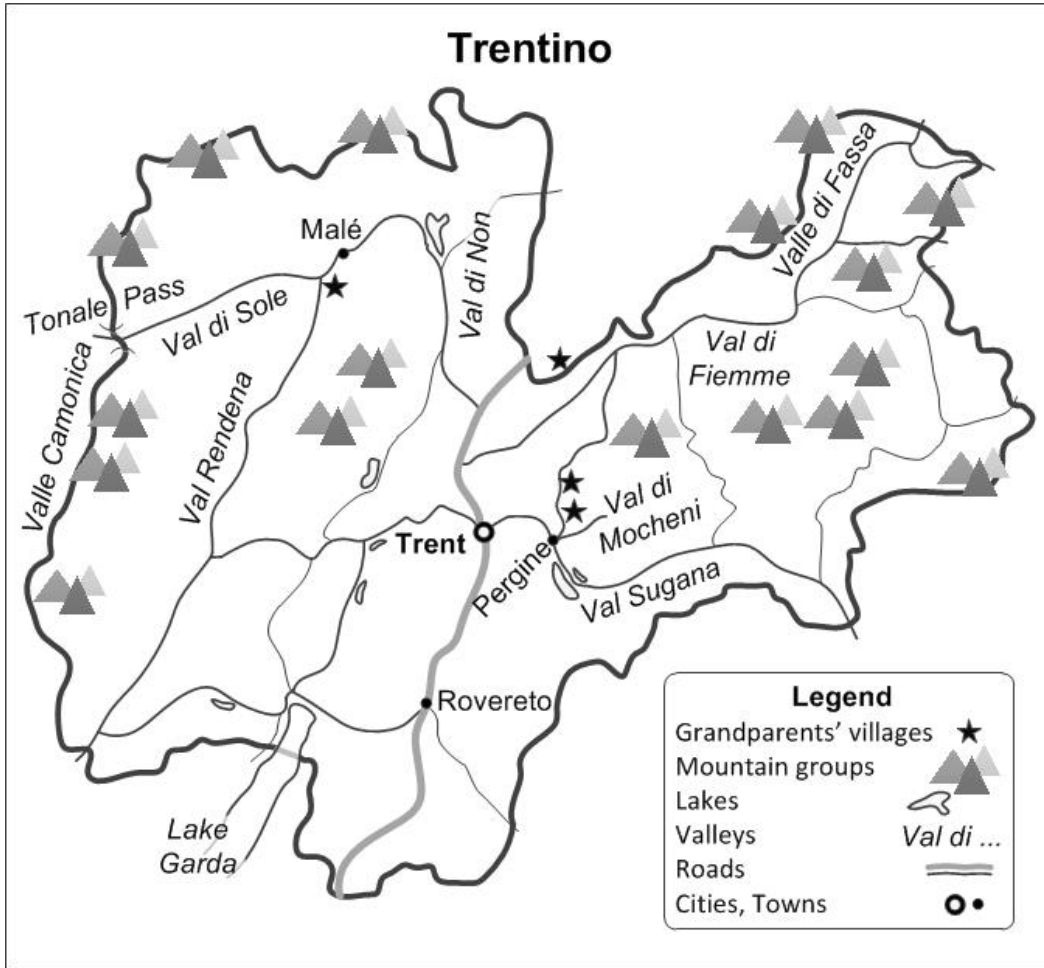 Trentino
Malé
Tonale Pass
Val di Sole
Val di Non
Valle di Fassa
Valle Camonica
Val Rendena
Val di
Fiemme
Val di
Mocheni
Trent
Pergine
Val Sugana
Rovereto
Lake
Garda
Legend
Grandparents' villages
Mountain groups
Lakes
Valleys Val di ...
Roads
Cities, Towns